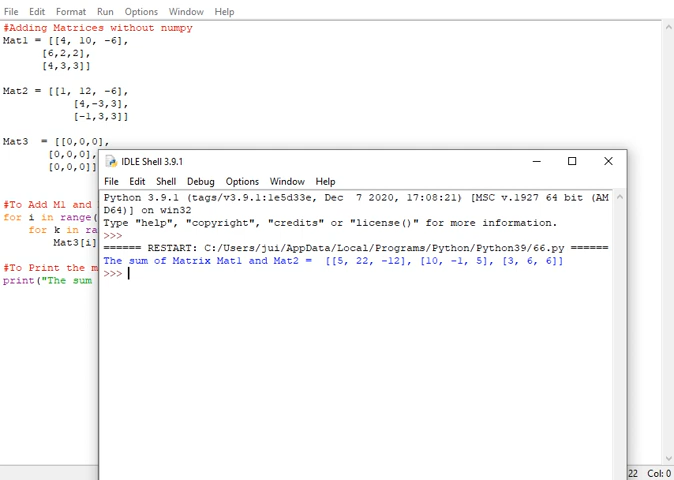 File Edit Format Run Options Window Help
#Adding Matrices without numpy
Mat1 = [[4, 10, -6],
[6,2,2],
[4,3,3]]
Mat2 = [[1, 12, -6],
[4,-3,3],
[-1,3,3]]
Mat3 = [[0,0,0],
[0,0,0],
[0,0,0]]
#To Add M1 and
for i in range(
for k in ra
Mat3[i]
#To Print the m
print("The sum
IDLE Shell 3.9.1
File Edit Shell Debug Options Window Help
Python 3.9.1 (tags/v3.9.1:1e5d33e, Dec 7 2020, 17:08:21) [MSC v.1927 64 bit (AM
D64)] on win32
Type "help", "copyright", "credits" or "license()" for more information.
>>>
====== RESTART: C:/Users/jui/AppData/Local/Programs/Python/Python39/66.py ======
The sum of Matrix Mat1 and Mat2 = [[5, 22, -12], [10, -1, 5], [3, 6, 6]]
>>>
22 Col: 0